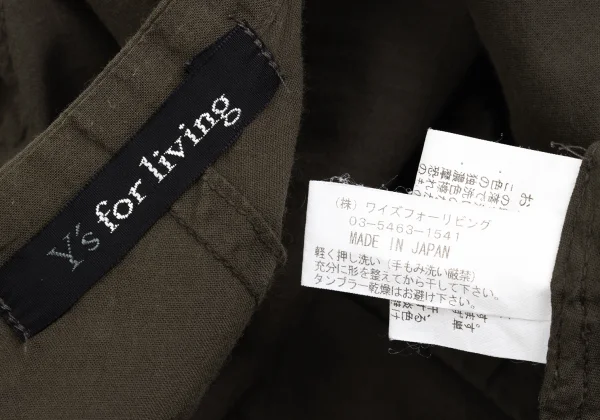 Y's for living
(株) ワイズフォーリビング
03-5463-1541
MADE IN JAPAN
軽く押し洗い (手もみ洗い厳禁)
充分に形を整えてから干して下さい。
タンブラー乾燥はお避け下さい。